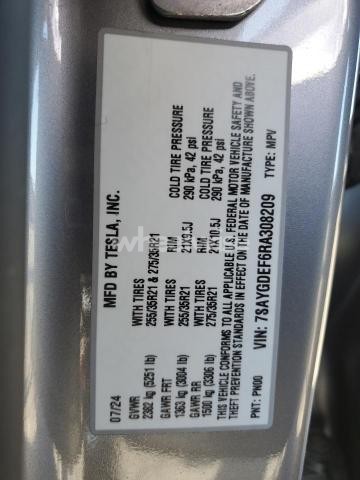 MFD BY TESLA, INC.
07/24
GVWR
2382 kg (5251 lb)
WITH TIRES
255/35R21 & 275/35R21
COLD TIRE PRESSURE
290 kPa, 42 psi
GAWR FRT
1363 kg (3004 lb)
WITH TIRES
255/35R21
RIM
21X9.5J
COLD TIRE PRESSURE
290 kPa, 42 psi
GAWR RR
1500 kg (3306 lb)
WITH TIRES
275/35R21
RIM
21X10.5J
THIS VEHICLE CONFORMS TO ALL APPLICABLE U.S. FEDERAL MOTOR VEHICLE SAFETY AND
THEFT PREVENTION STANDARDS IN EFFECT ON THE DATE OF MANUFACTURE SHOWN ABOVE.
VIN: 7SAYGDEF6RA308209
PNT: PN00
TYPE: MPV